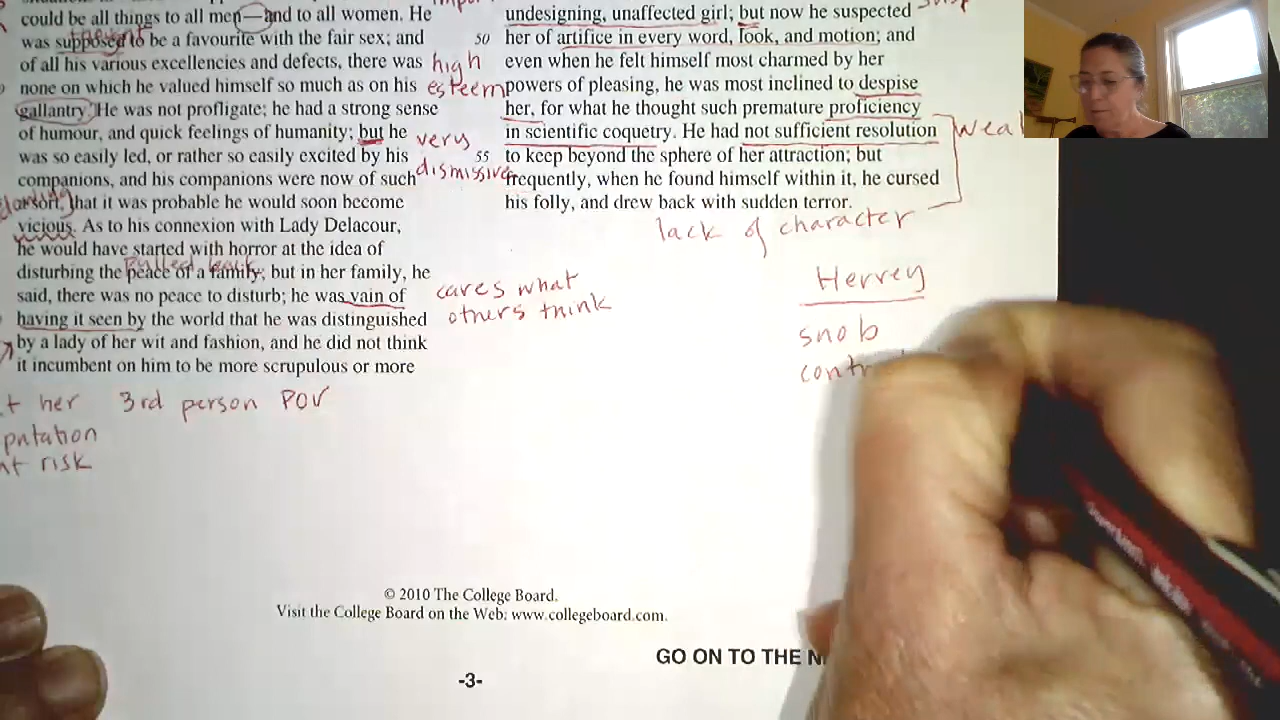 could be all things to all men—and to all women. He
was supposed to be a favourite with the fair sex; and
of all his various excellencies and defects, there was
none on which he valued himself so much as on his
gallantry. He was not profligate; he had a strong sense
of humour, and quick feelings of humanity; but he
was so easily led, or rather so easily excited by his
companions, and his companions were now of such
a sort, that it was probable he would soon become
vicious. As to his connexion with Lady Delacour,
he would have started with horror at the idea of
disturbing the peace of a family; but in her family, he
said, there was no peace to disturb; he was vain of
having it seen by the world that he was distinguished
by a lady of her wit and fashion, and he did not think
it incumbent on him to be more scrupulous or more
high
esteem
very
dismissive
cares what
others think
her 3rd person POV
risk
undesigning, unaffected girl; but now he suspected
50 her of artifice in every word, look, and motion; and
even when he felt himself most charmed by her
powers of pleasing, he was most inclined to despise
her, for what he thought such premature proficiency
in scientific coquetry. He had not sufficient resolution
55 to keep beyond the sphere of her attraction; but
frequently, when he found himself within it, he cursed
his folly, and drew back with sudden terror.
lack of character
Hervey
snob
contr
© 2010 The College Board.
Visit the College Board on the Web: www.collegeboard.com.
GO ON TO THE
-3-